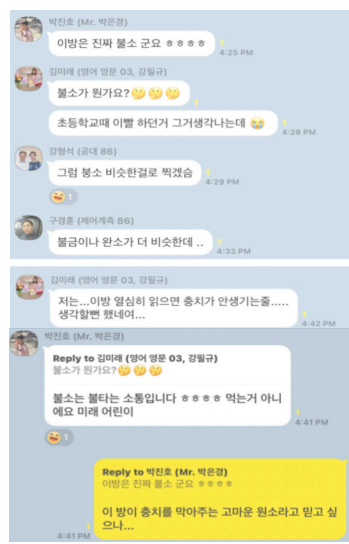 박진호 (Mr. 박은경)
이방은 진짜 불소 군요 ㅎㅎㅎㅎ
4:25 PM
김미래 (영어 영문 03, 강필규)
불소가 뭔가요?🤔🤔🤔
초등학교때 이빨 하던거 그거생각나는데 😭
4:28 PM
강형석 (공대 86)
그럼 붕소 비슷한걸로 찍겠슴
4:29 PM
😆 1
구경훈 (제어계측 86)
불금이나 완소가 더 비슷한데 ..
4:33 PM
김미래 (영어 영문 03, 강필규)
저는...이방 열심히 읽으면 충치가 안생기는줄.....
생각할뻔 했네여...
4:42 PM
박진호 (Mr. 박은경)
Reply to 김미래 (영어 영문 03, 강필규)
불소가 뭔가요?🤔🤔🤔
불소는 불타는 소통입니다 ㅎㅎㅎㅎ 먹는거 아니
에요 미래 어린이
4:41 PM
😆 1
Reply to 박진호 (Mr. 박은경)
이방은 진짜 불소 군요 ㅎㅎㅎㅎ
이 방이 충치를 막아주는 고마운 원소라고 믿고 싶
으나...
4:41 PM